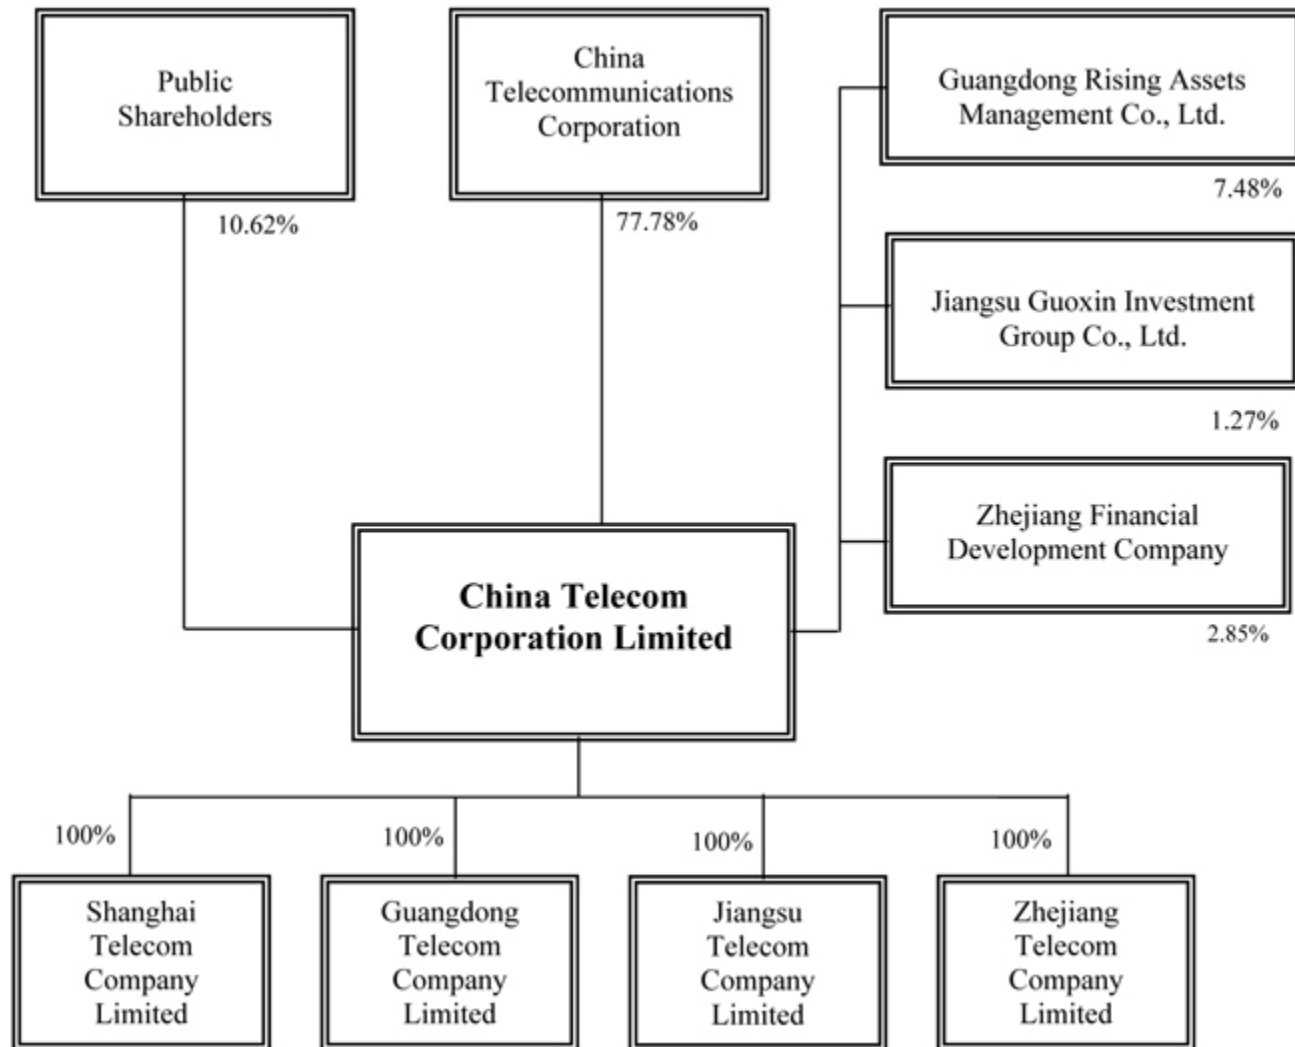 Public
Shareholders
10.62%
China
Telecommunications
Corporation
77.78%
Guangdong Rising Assets
Management Co., Ltd.
7.48%
Jiangsu Guoxin Investment
Group Co., Ltd.
1.27%
Zhejiang Financial
Development Company
2.85%
China Telecom
Corporation Limited
100%
100%
100%
100%
Shanghai
Telecom
Company
Limited
Guangdong
Telecom
Company
Limited
Jiangsu
Telecom
Company
Limited
Zhejiang
Telecom
Company
Limited